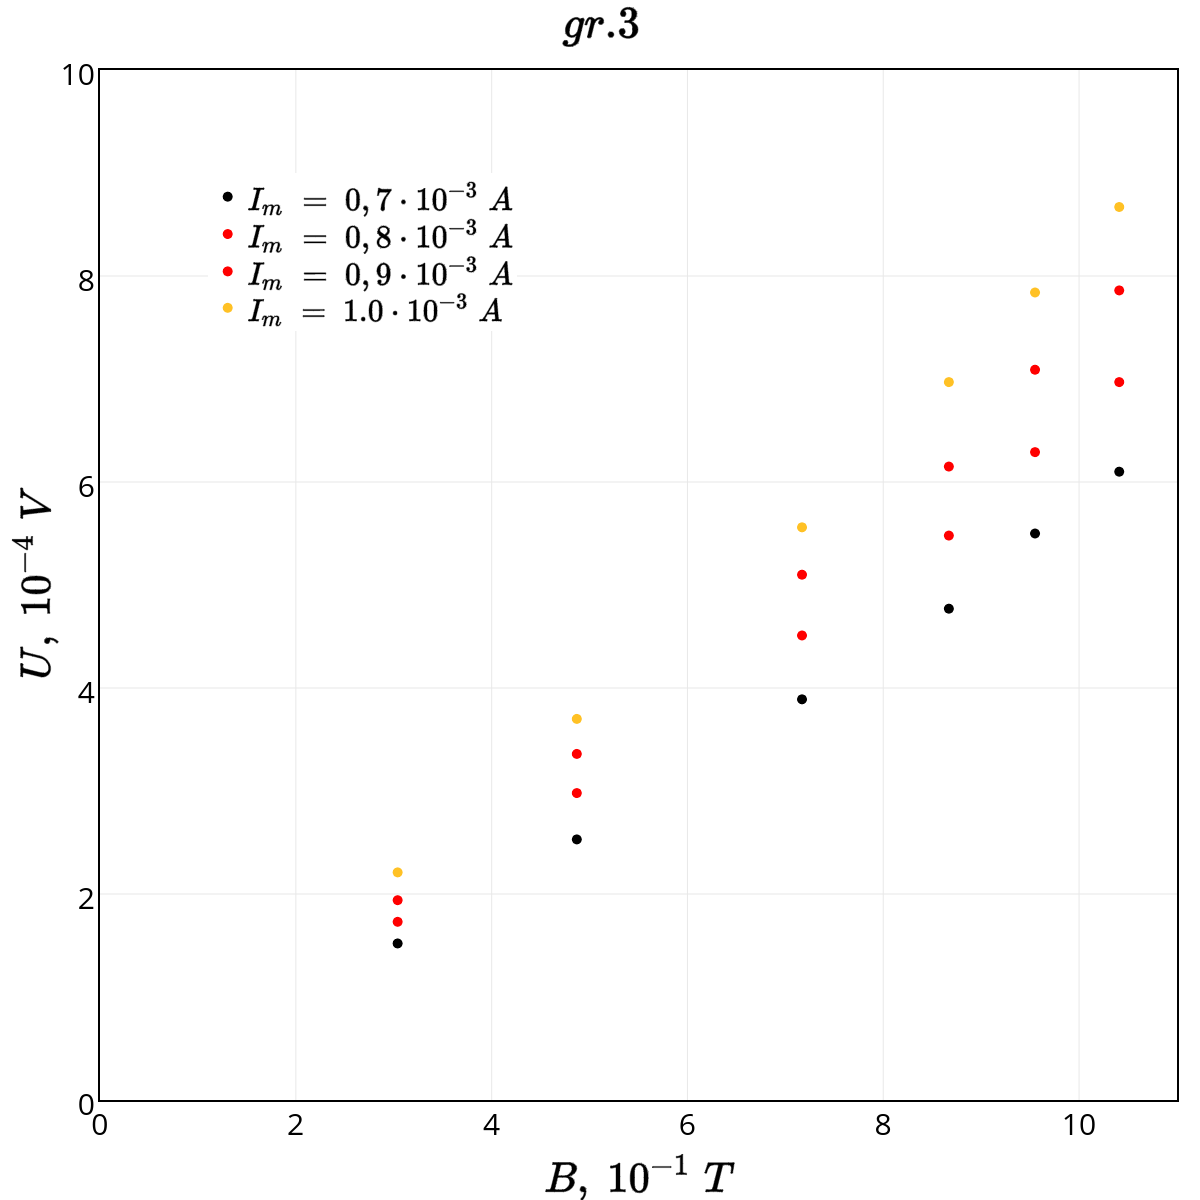 gr.3
10
I_m = 0,7·10⁻³ A
I_m = 0,8·10⁻³ A
I_m = 0,9·10⁻³ A
I_m = 1.0·10⁻³ A
8
6
4
2
0
U, 10⁻⁴ V
0 2 4 6 8 10
B, 10⁻¹ T